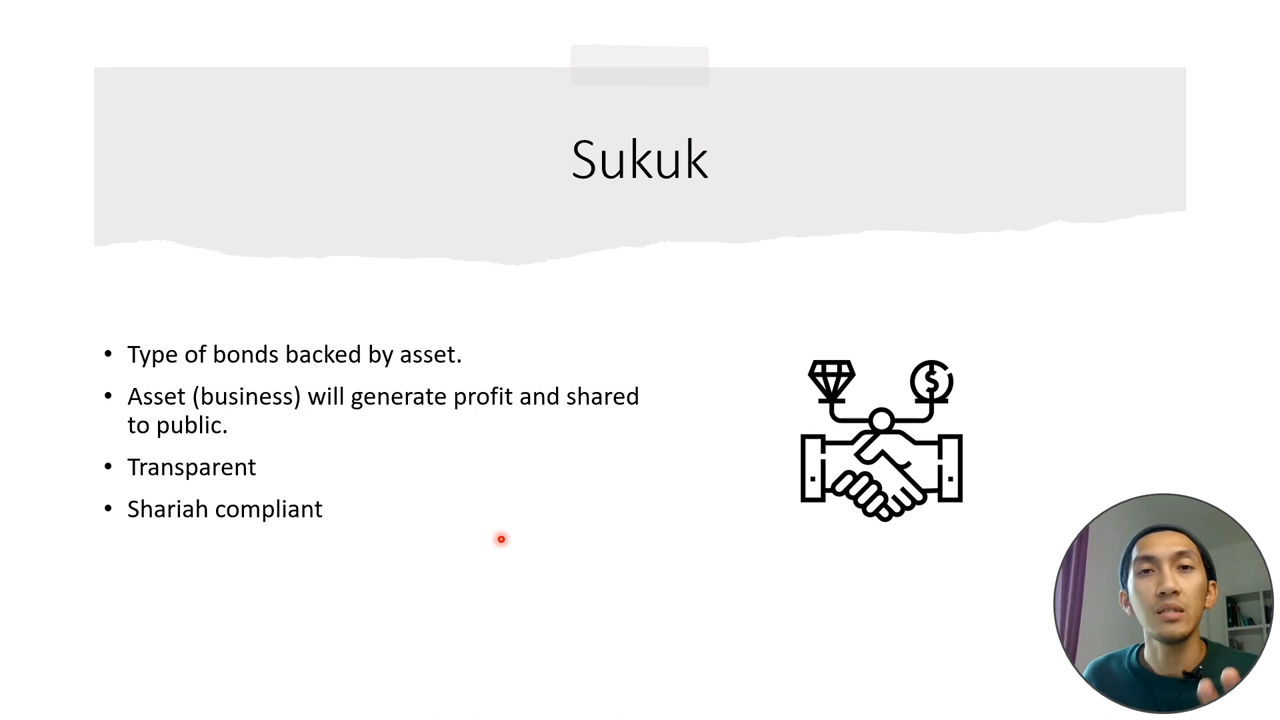 Sukuk
• Type of bonds backed by asset.
• Asset (business) will generate profit and shared
to public.
• Transparent
• Shariah compliant